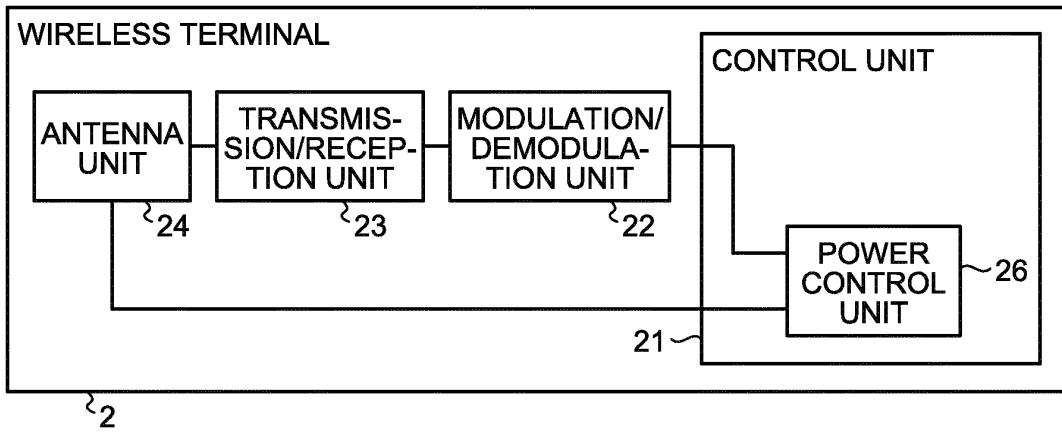 WIRELESS TERMINAL
CONTROL UNIT
ANTENNA
UNIT
TRANSMIS-
SION/RECEP-
TION UNIT
MODULATION/
DEMODULA-
TION UNIT
24
23
22
POWER
CONTROL
UNIT
26
21
2